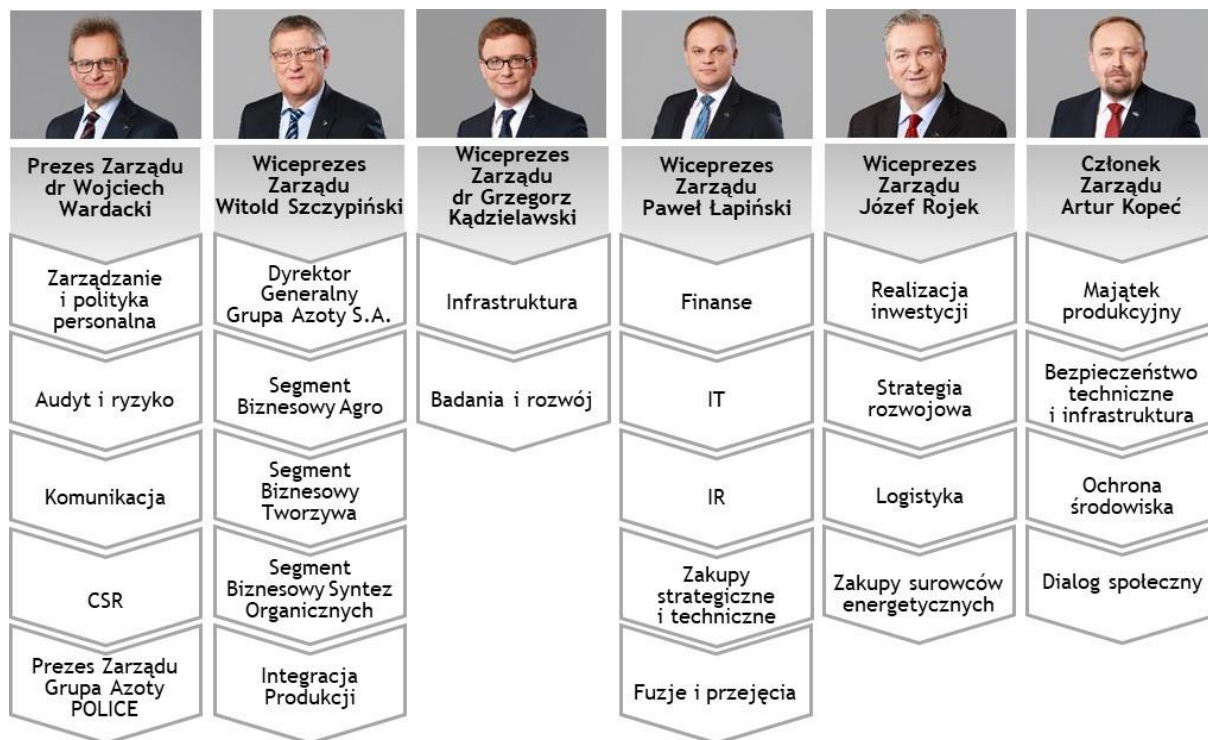 Prezes Zarządu
dr Wojciech
Wardacki
Zarządzanie
i polityka
personalna
Audyt i ryzyko
Komunikacja
CSR
Prezes Zarządu
Grupa Azoty
POLICE
Wiceprezes
Zarządu
Witold Szczypiński
Dyrektor
Generalny
Grupa Azoty S.A.
Segment
Biznesowy Agro
Segment
Biznesowy
Tworzywa
Segment
Biznesowy Syntez
Organicznych
Integracja
Produkcji
Wiceprezes
Zarządu
dr Grzegorz
Kądzielawski
Infrastruktura
Badania i rozwój
Wiceprezes
Zarządu
Paweł Łapiński
Finanse
IT
IR
Zakupy
strategiczne
i techniczne
Fuzje i przejęcia
Wiceprezes
Zarządu
Józef Rojek
Realizacja
inwestycji
Strategia
rozwojowa
Logistyka
Zakupy surowców
energetycznych
Członek
Zarządu
Artur Kopeć
Majątek
produkcyjny
Bezpieczeństwo
techniczne
i infrastruktura
Ochrona
środowiska
Dialog społeczny